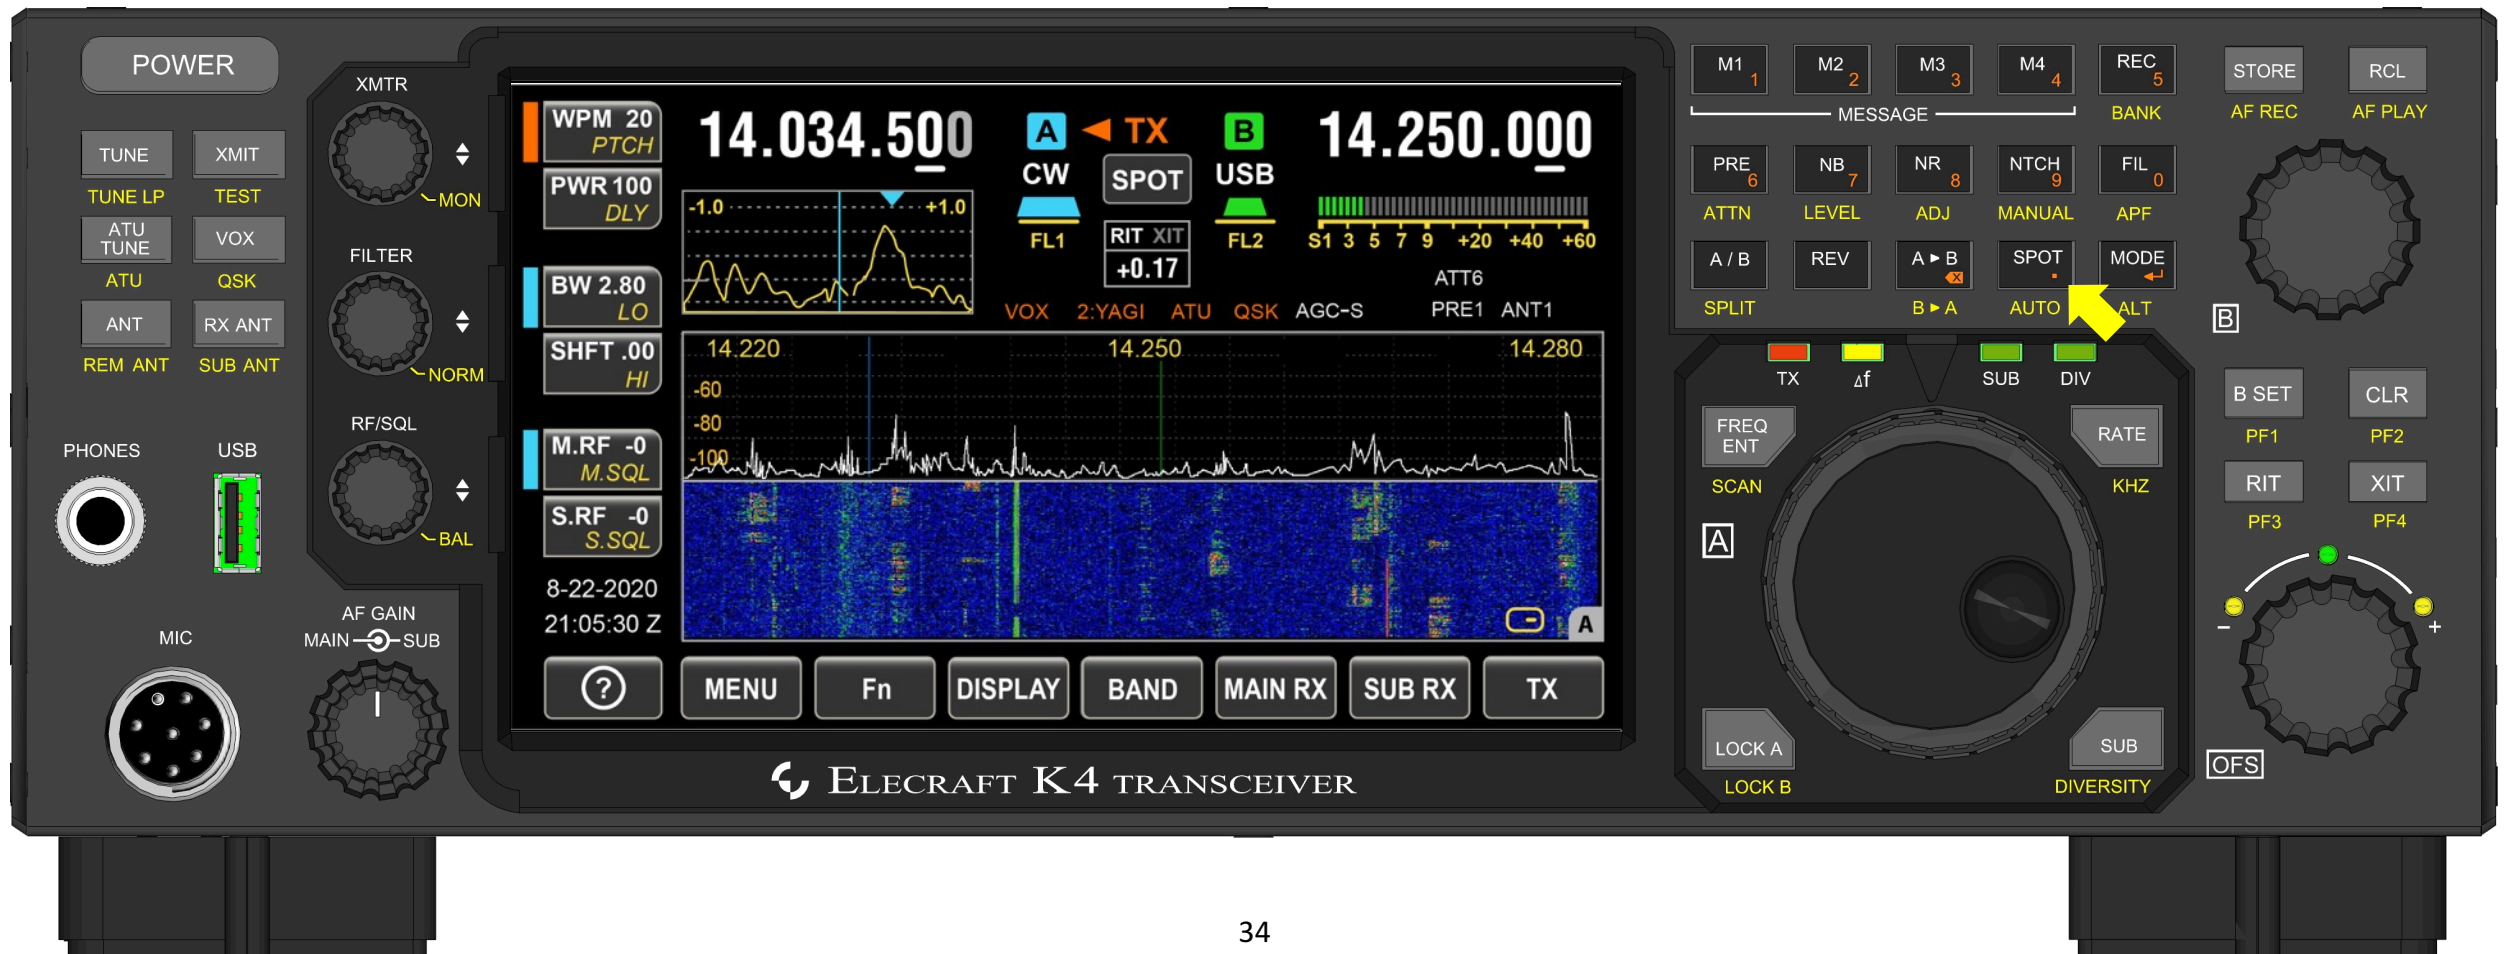 POWER
TUNE XMIT
TUNE LP TEST
ATU TUNE VOX
ATU QSK
ANT RX ANT
REM ANT SUB ANT
PHONES USB
MIC
XMTR
MON
FILTER
NORM
RF/SQL
BAL
AF GAIN
MAIN SUB
WPM 20
PTCH
PWR 100
DLY
BW 2.80
LO
SHFT .00
HI
M.RF -0
M.SQL
S.RF -0
S.SQL
8-22-2020
21:05:30 Z
14.034.500
A ◄ TX B
14.250.000
CW SPOT USB
FL1 FL2
RIT XIT
+0.17
-1.0 +1.0
S1 3 5 7 9 +20 +40 +60
ATT6
VOX 2:YAGI ATU QSK AGC-S PRE1 ANT1
14.220 14.250 14.280
-60
-80
-100
A
? MENU Fn DISPLAY BAND MAIN RX SUB RX TX
ELECRAFT K4 TRANSCEIVER
M1 1 M2 2 M3 3 M4 4 REC 5
MESSAGE BANK
PRE 6 NB 7 NR 8 NTCH 9 FIL 0
ATTN LEVEL ADJ MANUAL APF
A / B REV A ► B SPOT . MODE
SPLIT B ► A AUTO ALT
TX Δf SUB DIV
FREQ ENT RATE
SCAN KHZ
A
LOCK A SUB
LOCK B DIVERSITY
STORE RCL
AF REC AF PLAY
B
B SET CLR
PF1 PF2
RIT XIT
PF3 PF4
− +
OFS
34